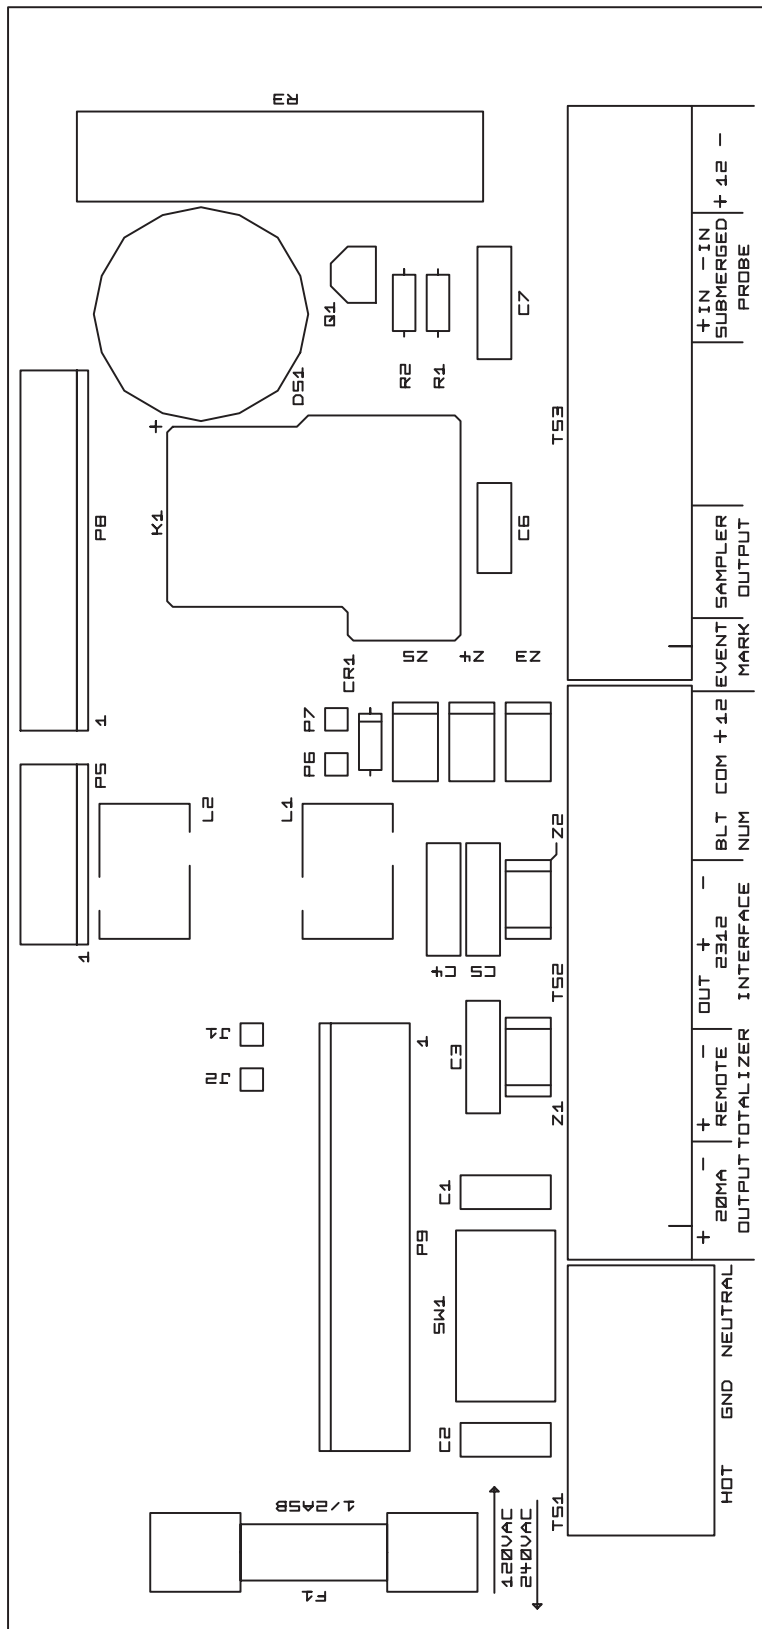 R3
+ 12 -
+IN -IN
SUBMERGED
PROBE
Q1
C7
R2
R1
DS1
+
TS3
P8
K1
C6
SAMPLER
OUTPUT
EVENT
MARK
Z5
Z4
Z3
CR1
P7
P6
1
P5
L2
L1
COM +12
BLT
NUM
Z2
OUT + -
2312
INTERFACE
1
C4
C5
TS2
J1
J2
1
C3
Z1
+ -
REMOTE
TOTALIZER
C1
+ -
20MA
OUTPUT
P9
SW1
NEUTRAL
GND
HOT
C2
TS1
1/2ASB
F1
120VAC
240VAC